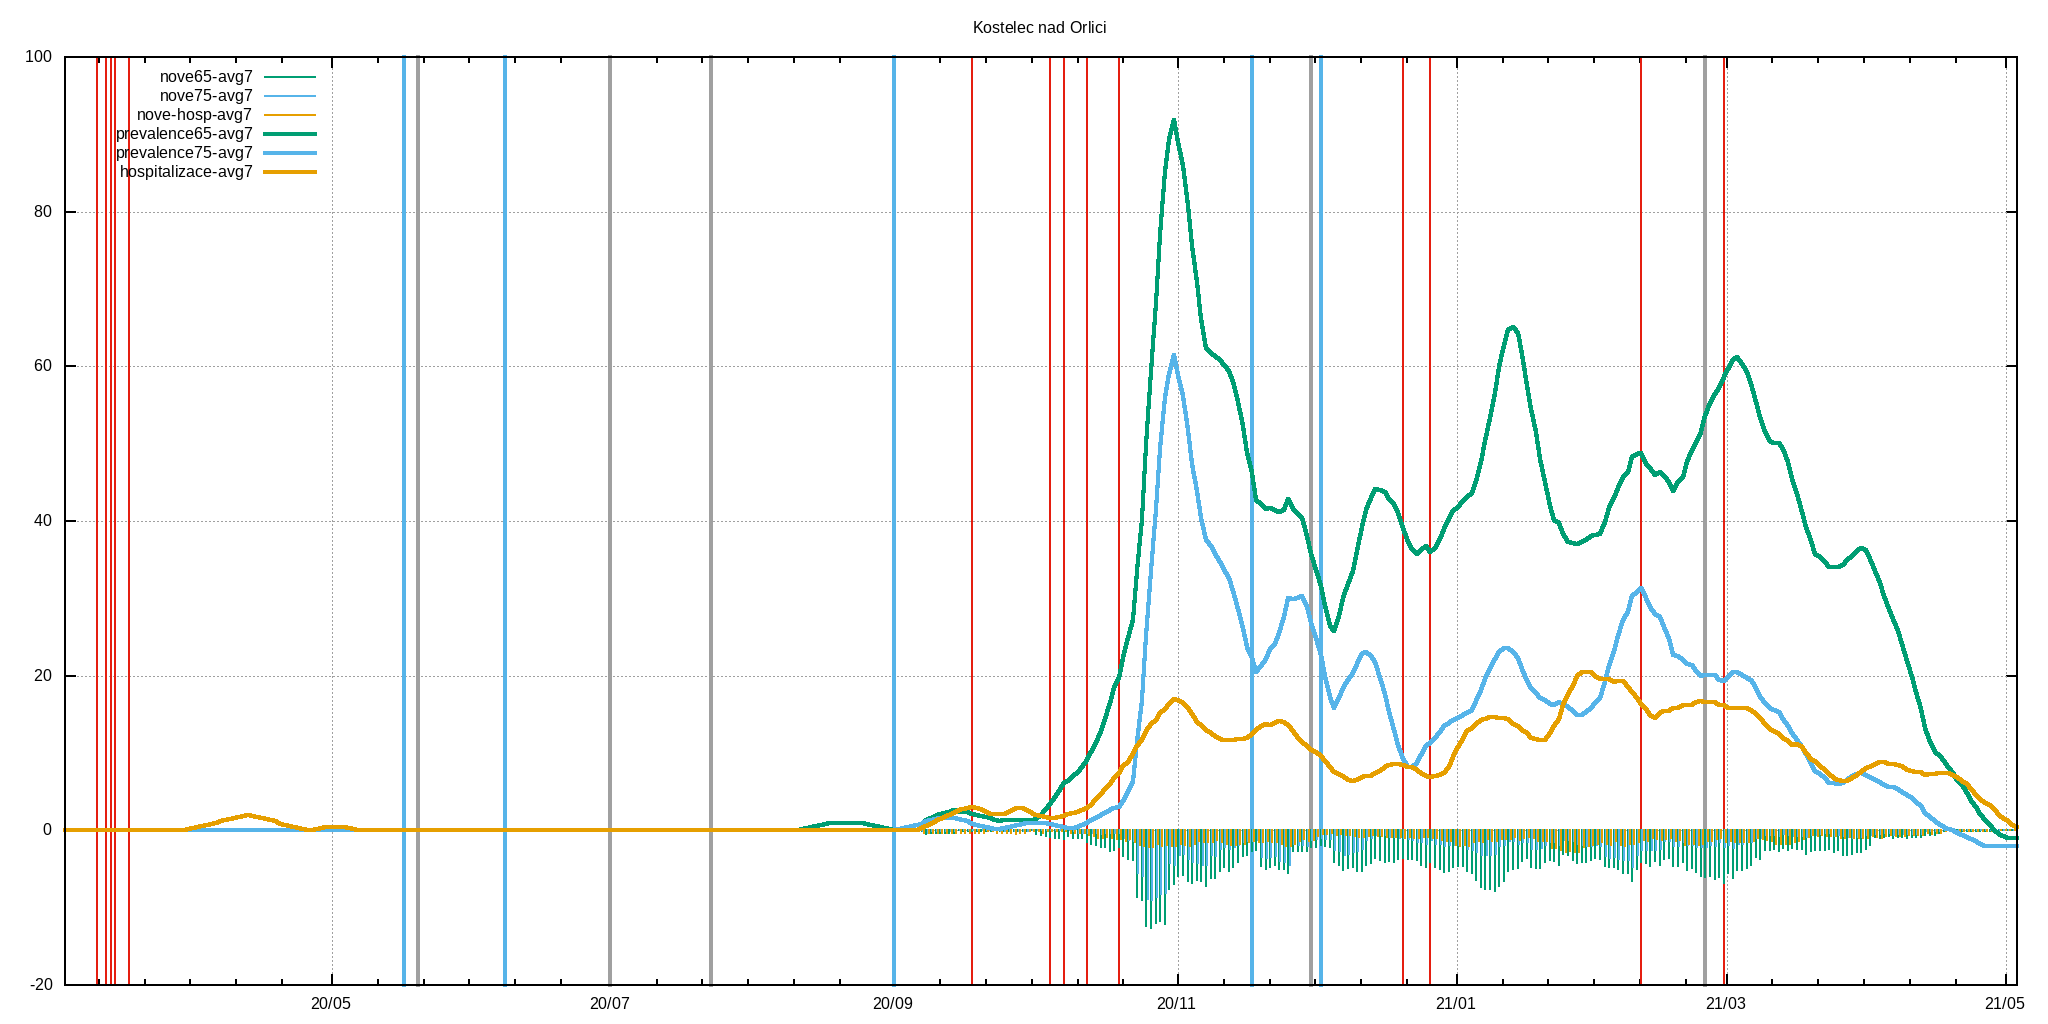 Kostelec nad Orlici
100
80
60
40
20
0
-20
nove65-avg7
nove75-avg7
nove-hosp-avg7
prevalence65-avg7
prevalence75-avg7
hospitalizace-avg7
20/05 20/07 20/09 20/11 21/01 21/03 21/05